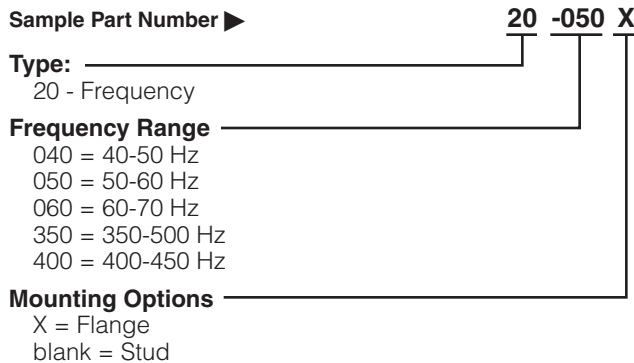 Sample Part Number ▶ 20 -050 X
Type:
20 - Frequency
Frequency Range
040 = 40-50 Hz
050 = 50-60 Hz
060 = 60-70 Hz
350 = 350-500 Hz
400 = 400-450 Hz
Mounting Options
X = Flange
blank = Stud